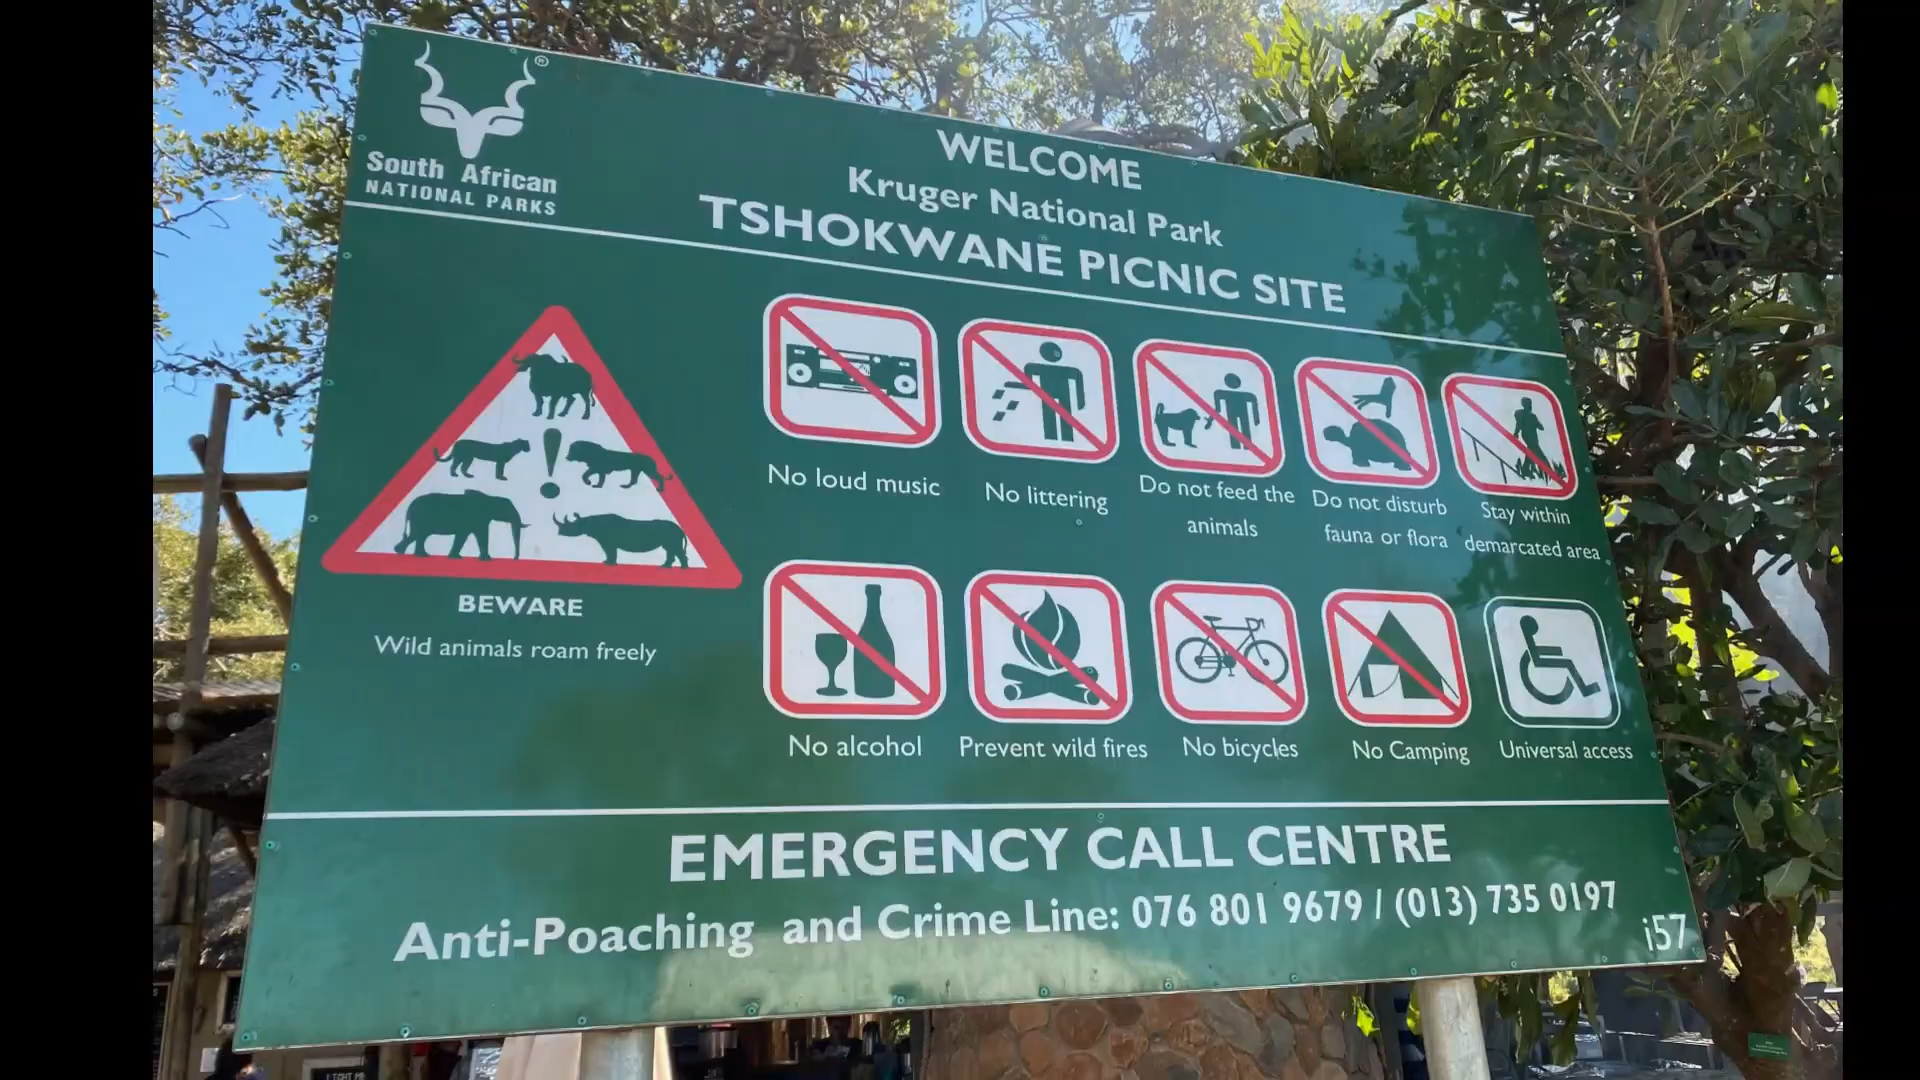 ®
South African
NATIONAL PARKS
WELCOME
Kruger National Park
TSHOKWANE PICNIC SITE
No loud music
No littering
Do not feed the
animals
Do not disturb
fauna or flora
Stay within
demarcated area
BEWARE
Wild animals roam freely
No alcohol
Prevent wild fires
No bicycles
No Camping
Universal access
EMERGENCY CALL CENTRE
Anti-Poaching and Crime Line: 076 801 9679 / (013) 735 0197
i57